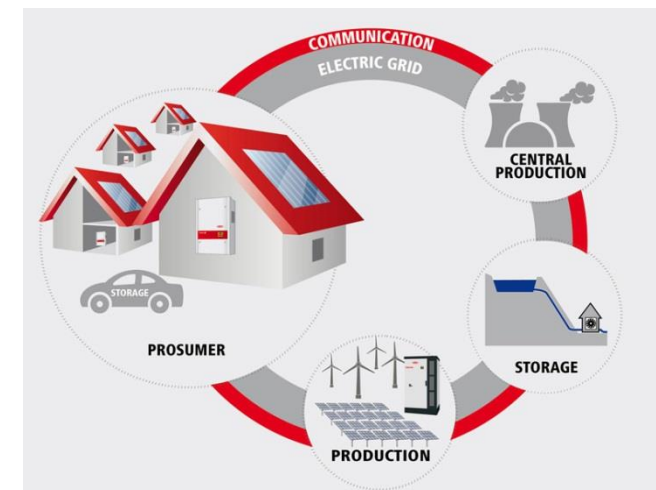 COMMUNICATION
ELECTRIC GRID
CENTRAL
PRODUCTION
STORAGE
PROSUMER
STORAGE
PRODUCTION